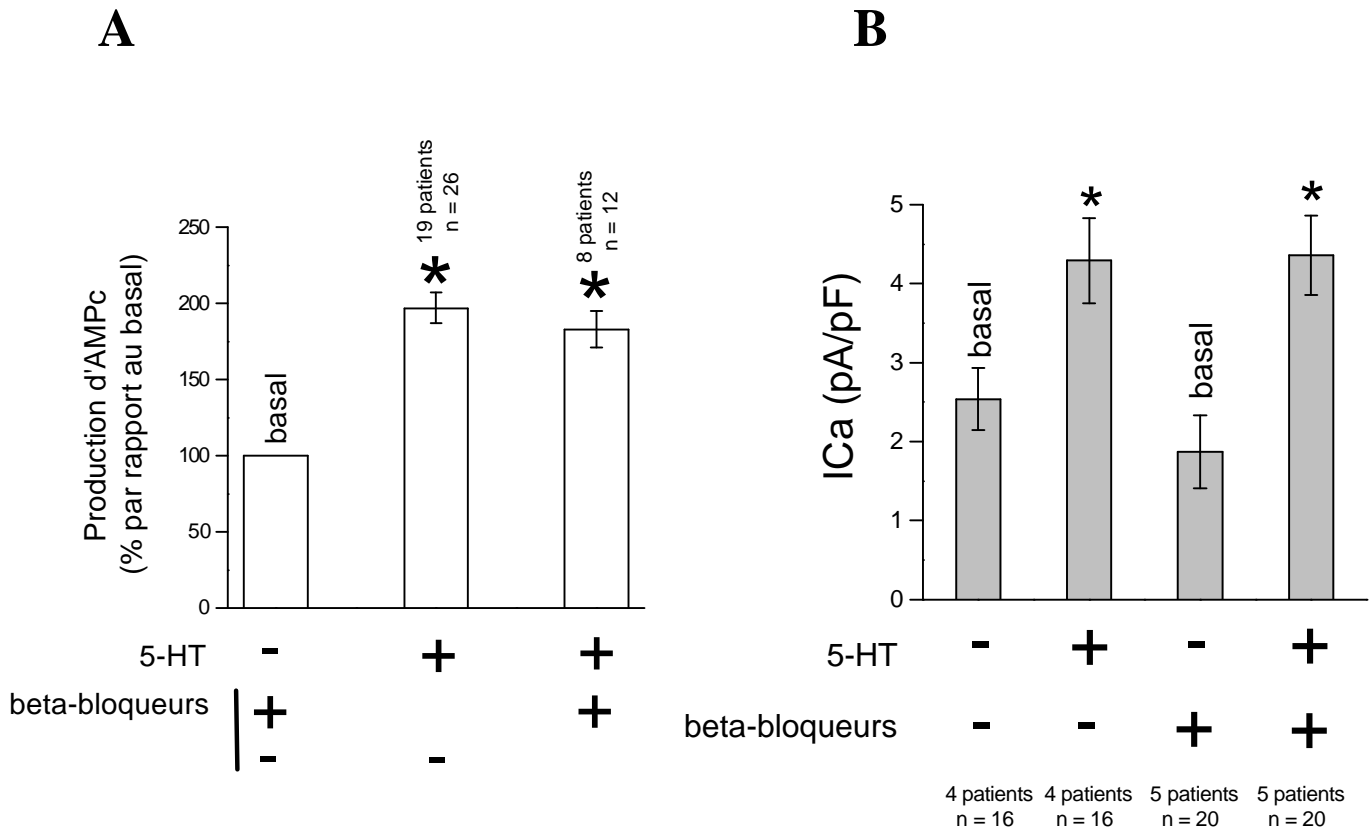 A
B
19 patients
n = 26
8 patients
n = 12
*
*
*
*
Production d'AMPc
(% par rapport au basal)
250
200
150
100
50
0
basal
ICa (pA/pF)
5
4
3
2
1
0
basal
basal
5-HT - + +
beta-bloqueurs + +
- -
5-HT - + - +
beta-bloqueurs - - + +
4 patients 4 patients 5 patients 5 patients
n = 16 n = 16 n = 20 n = 20